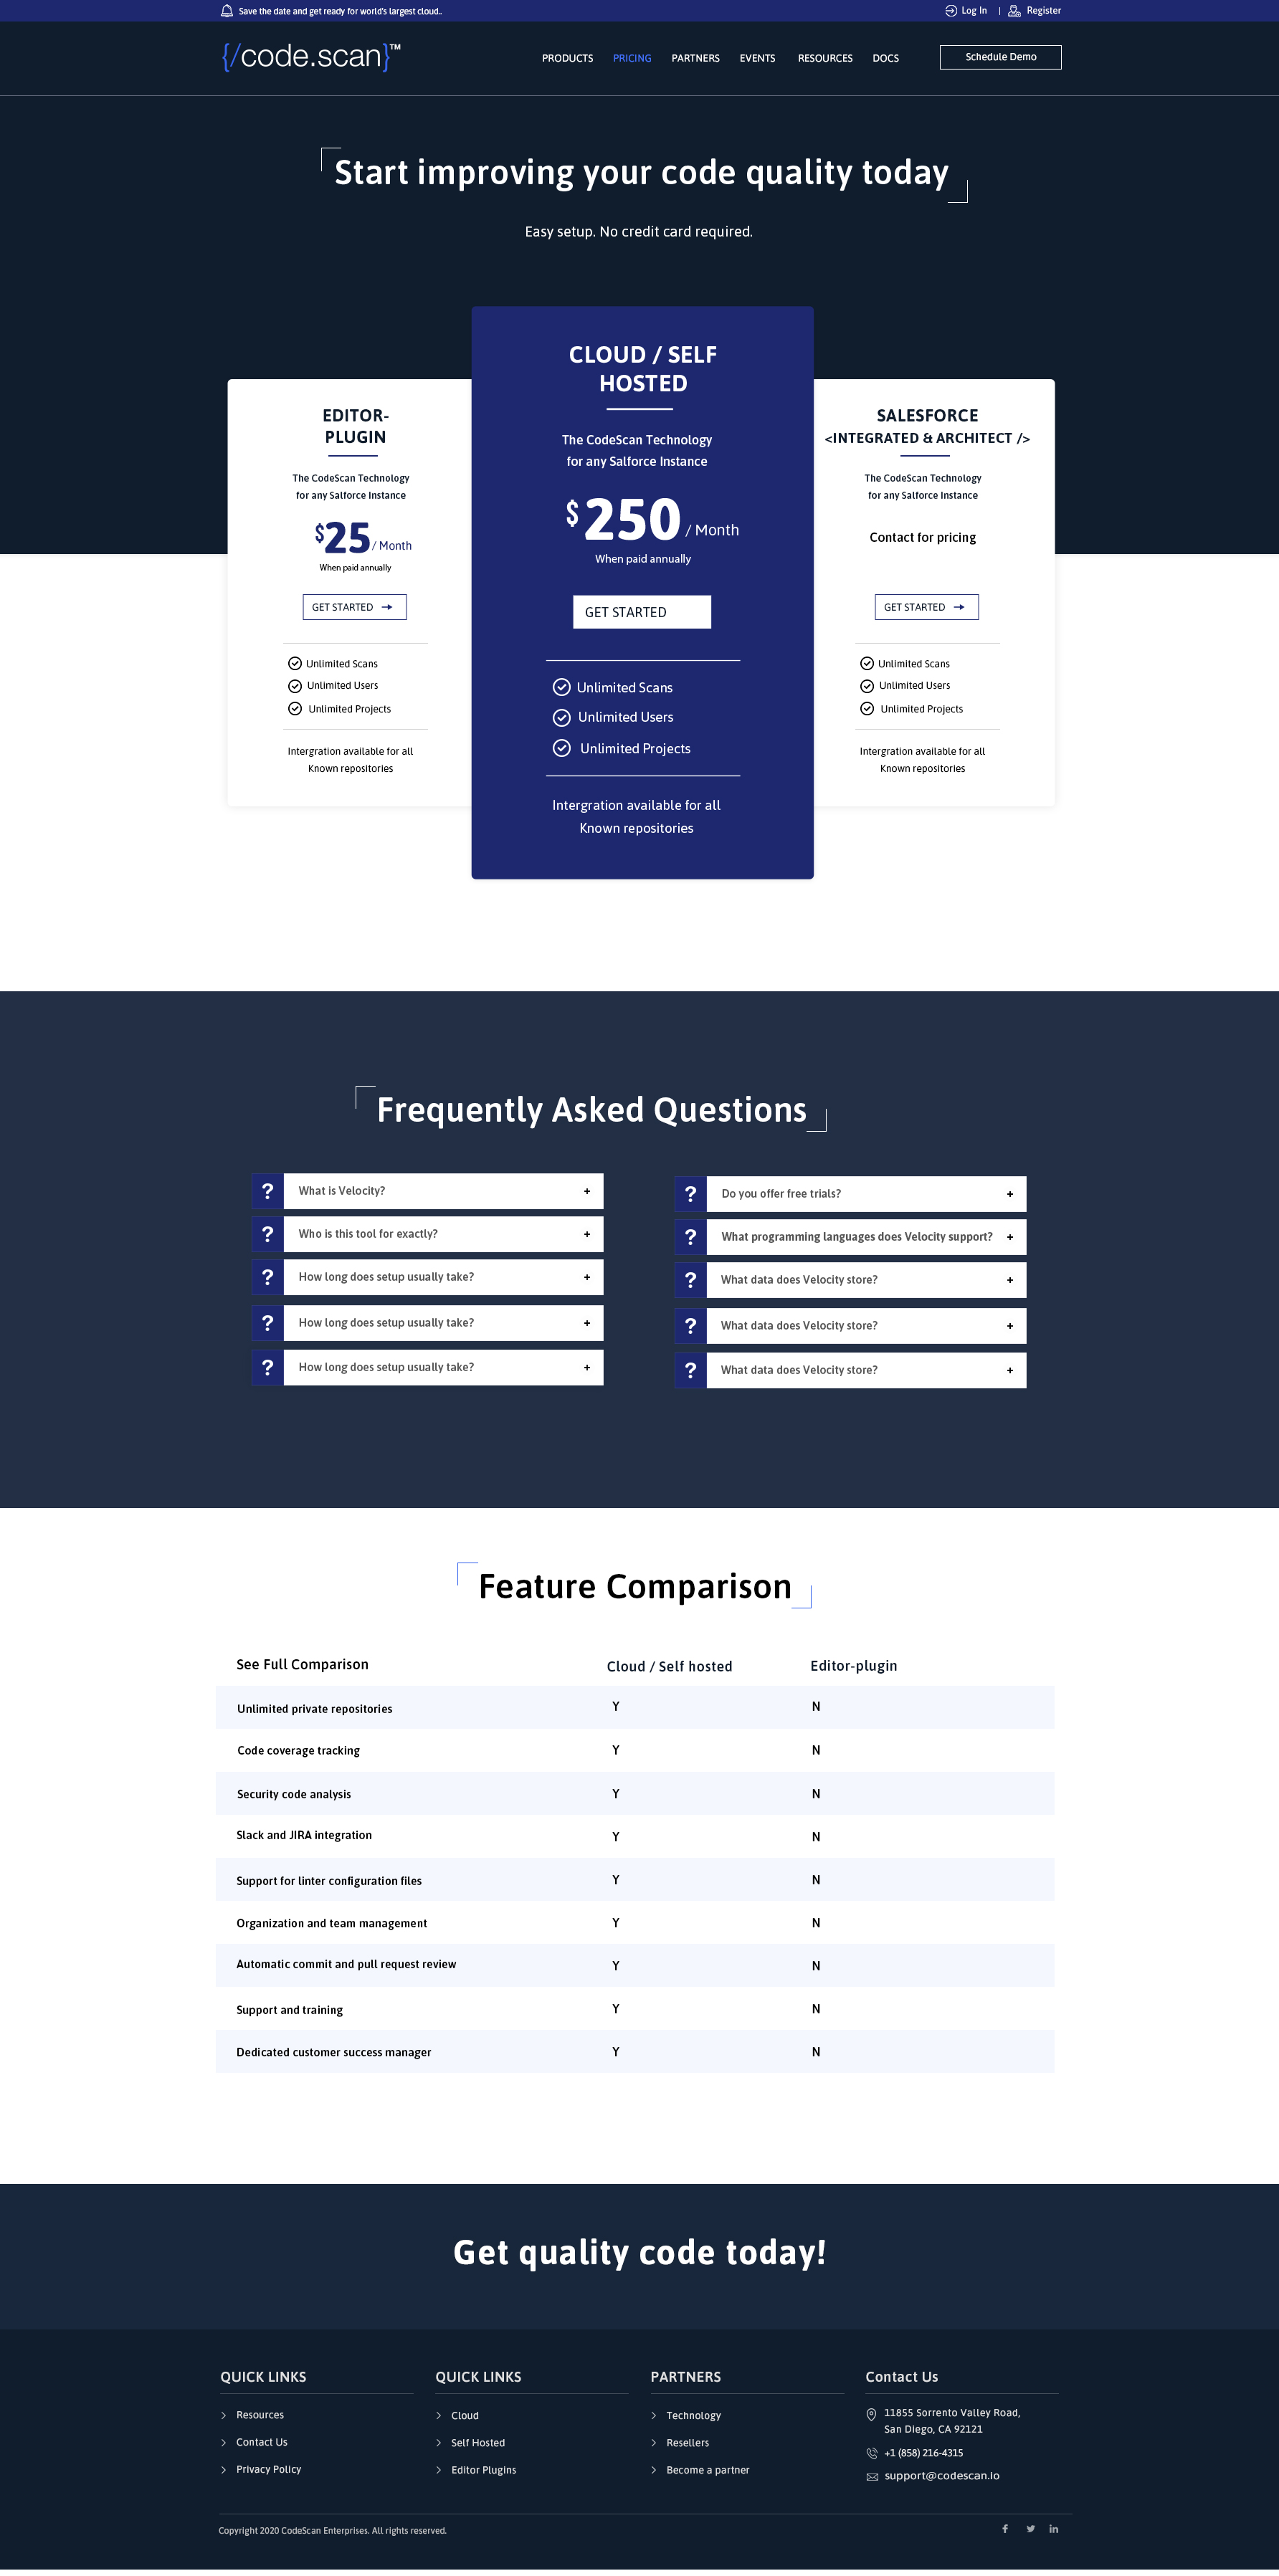 Save the date and get ready for world's largest cloud..
Log In | Register
{/code.scan}™
PRODUCTS PRICING PARTNERS EVENTS RESOURCES DOCS Schedule Demo
Start improving your code quality today
Easy setup. No credit card required.
EDITOR-
PLUGIN
The CodeScan Technology
for any Salforce Instance
$25 / Month
When paid annually
GET STARTED
Unlimited Scans
Unlimited Users
Unlimited Projects
Intergration available for all
Known repositories
CLOUD / SELF
HOSTED
The CodeScan Technology
for any Salforce Instance
$250 / Month
When paid annually
GET STARTED
Unlimited Scans
Unlimited Users
Unlimited Projects
Intergration available for all
Known repositories
SALESFORCE
<INTEGRATED & ARCHITECT />
The CodeScan Technology
for any Salforce Instance
Contact for pricing
GET STARTED
Unlimited Scans
Unlimited Users
Unlimited Projects
Intergration available for all
Known repositories
Frequently Asked Questions
? What is Velocity? +
? Who is this tool for exactly? +
? How long does setup usually take? +
? How long does setup usually take? +
? How long does setup usually take? +
? Do you offer free trials? +
? What programming languages does Velocity support? +
? What data does Velocity store? +
? What data does Velocity store? +
? What data does Velocity store? +
Feature Comparison
See Full Comparison Cloud / Self hosted Editor-plugin
Unlimited private repositories Y N
Code coverage tracking Y N
Security code analysis Y N
Slack and JIRA integration Y N
Support for linter configuration files Y N
Organization and team management Y N
Automatic commit and pull request review Y N
Support and training Y N
Dedicated customer success manager Y N
Get quality code today!
QUICK LINKS
Resources
Contact Us
Privacy Policy
QUICK LINKS
Cloud
Self Hosted
Editor Plugins
PARTNERS
Technology
Resellers
Become a partner
Contact Us
11855 Sorrento Valley Road,
San Diego, CA 92121
+1 (858) 216-4315
support@codescan.io
Copyright 2020 CodeScan Enterprises. All rights reserved.